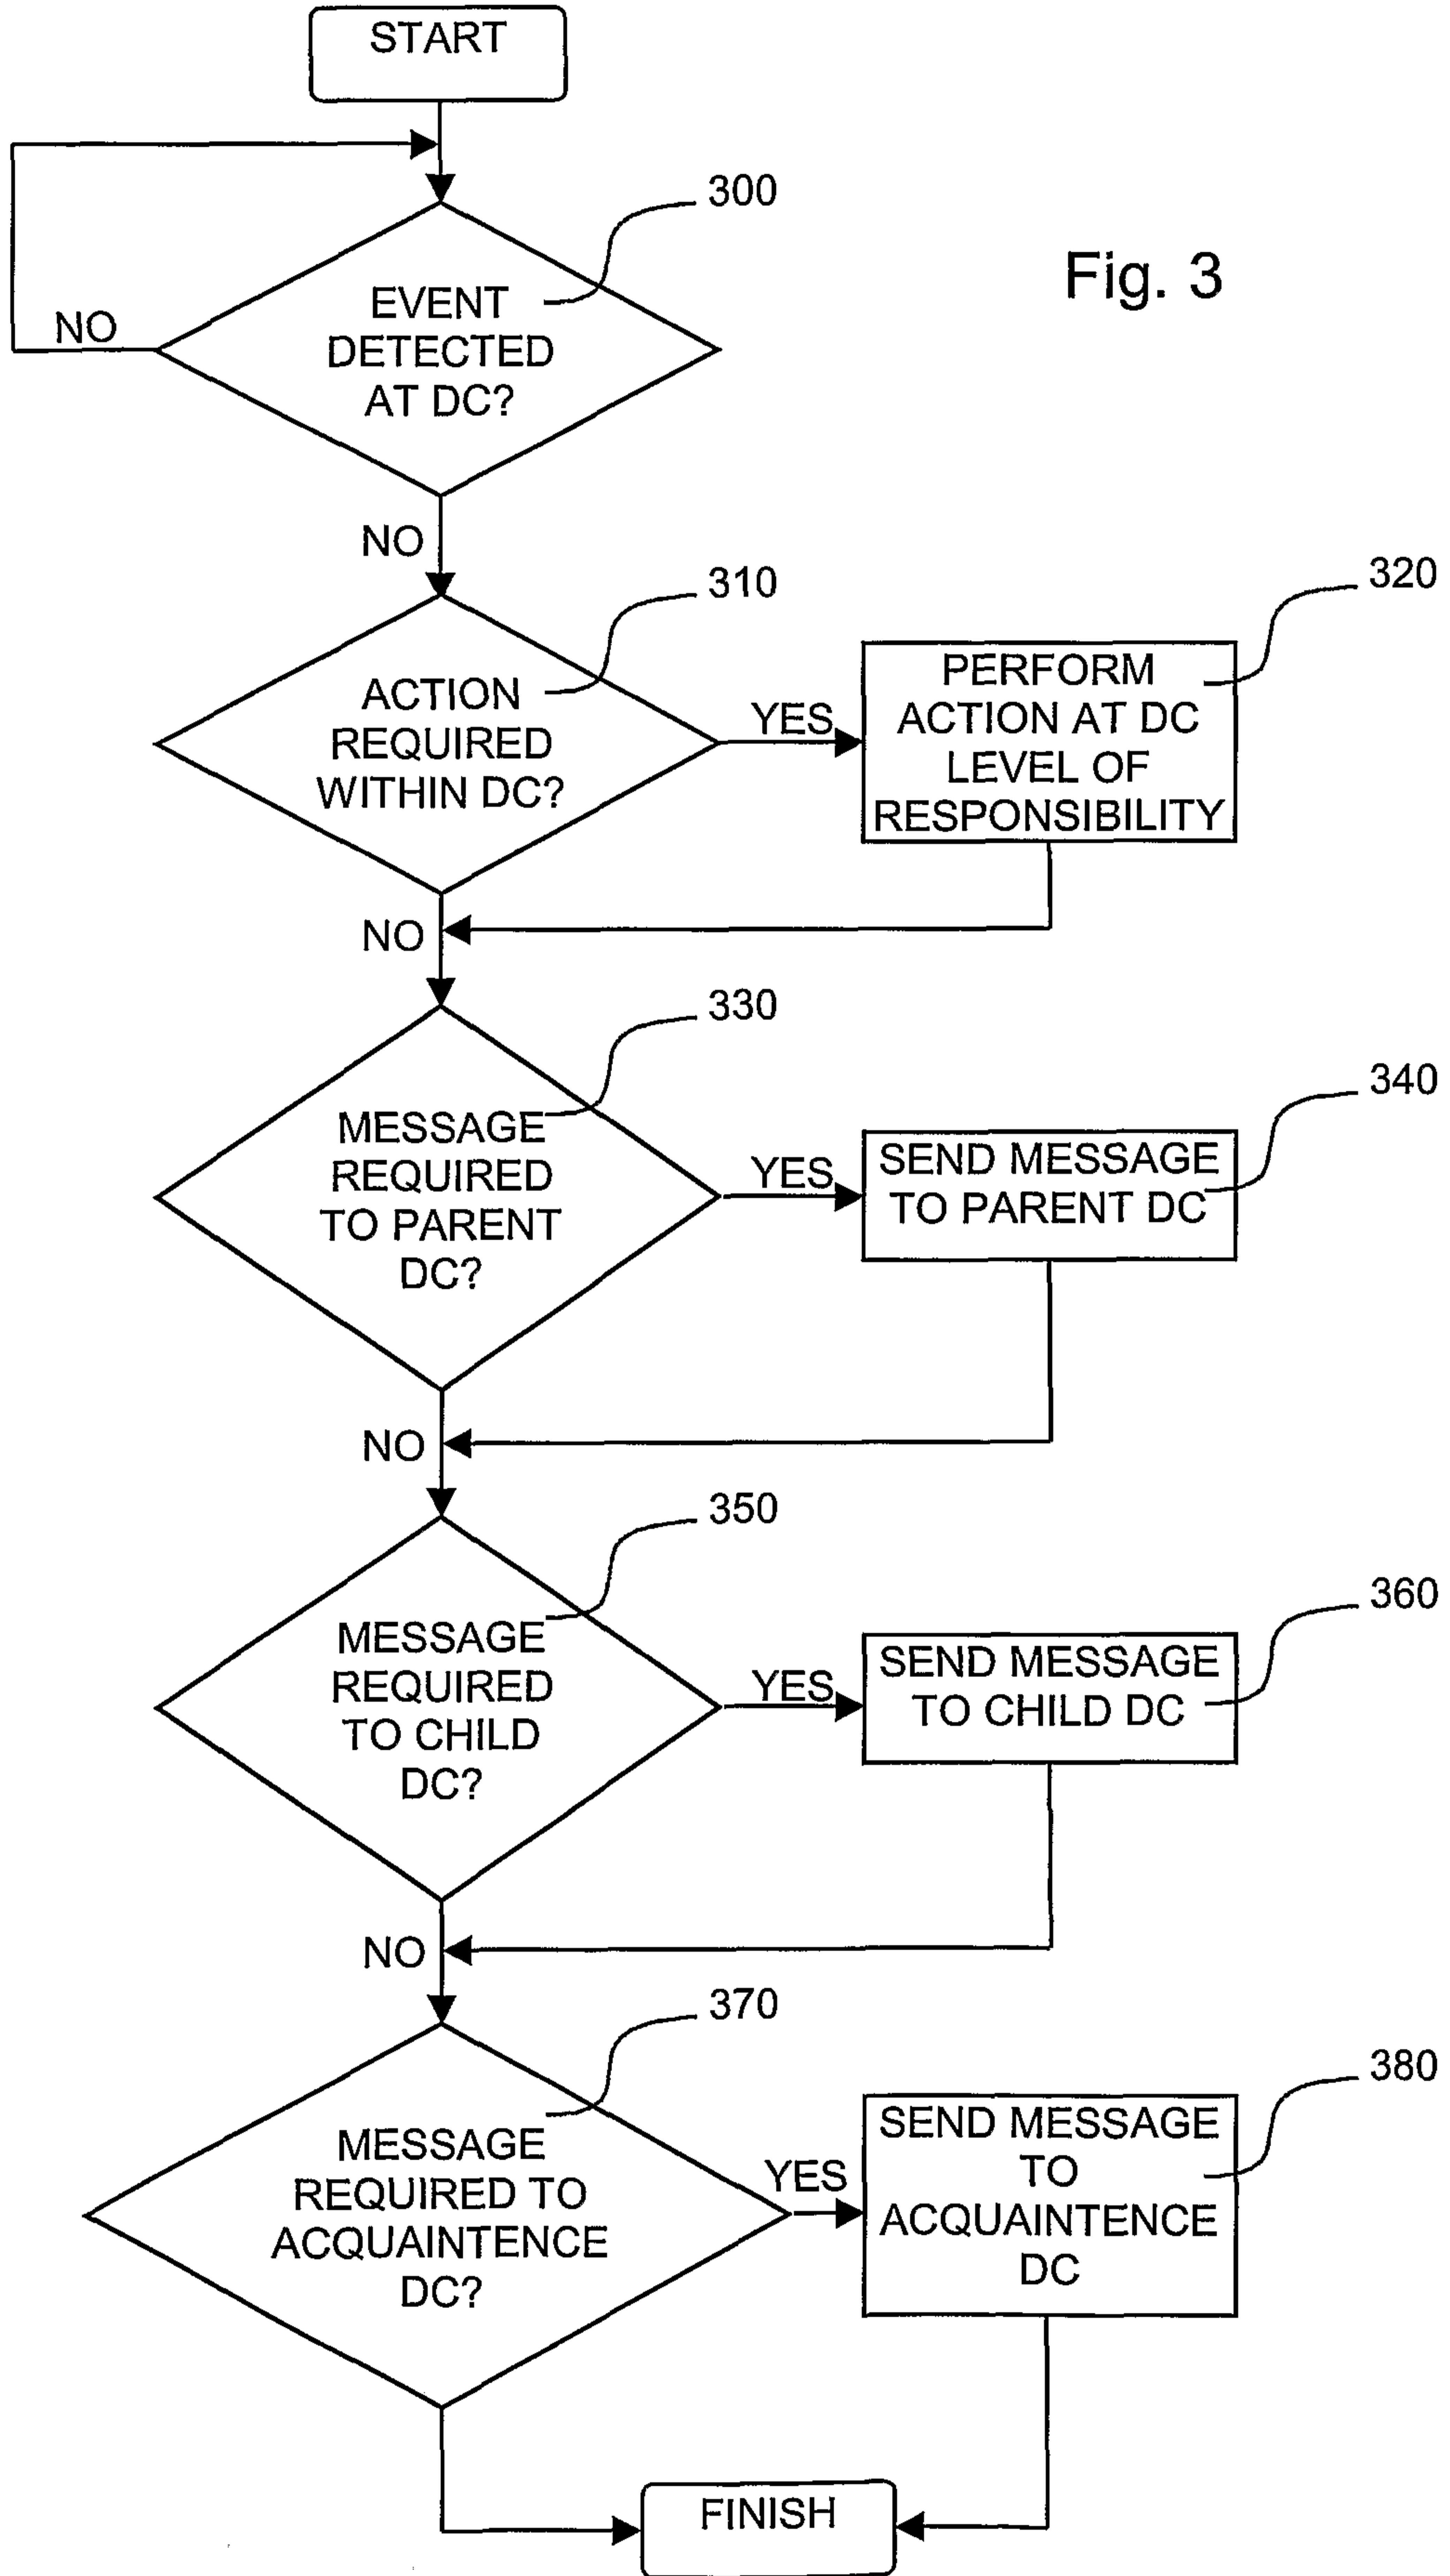 START
300
Fig. 3
EVENT
DETECTED
AT DC?
NO
NO
310
ACTION
REQUIRED
WITHIN DC?
YES
320
PERFORM
ACTION AT DC
LEVEL OF
RESPONSIBILITY
NO
330
MESSAGE
REQUIRED
TO PARENT
DC?
YES
340
SEND MESSAGE
TO PARENT DC
NO
350
MESSAGE
REQUIRED
TO CHILD
DC?
YES
360
SEND MESSAGE
TO CHILD DC
NO
370
MESSAGE
REQUIRED TO
ACQUAINTENCE
DC?
YES
380
SEND MESSAGE
TO
ACQUAINTENCE
DC
FINISH